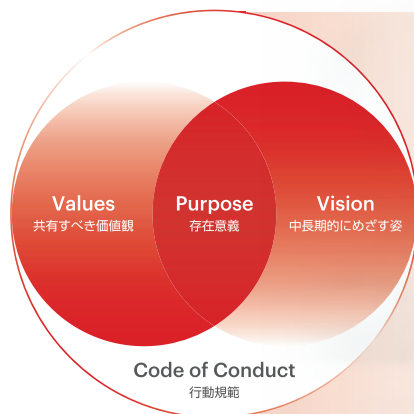 Values
共有すべき価値観
Purpose
存在意義
Vision
中長期的にめざす姿
Code of Conduct
行動規範